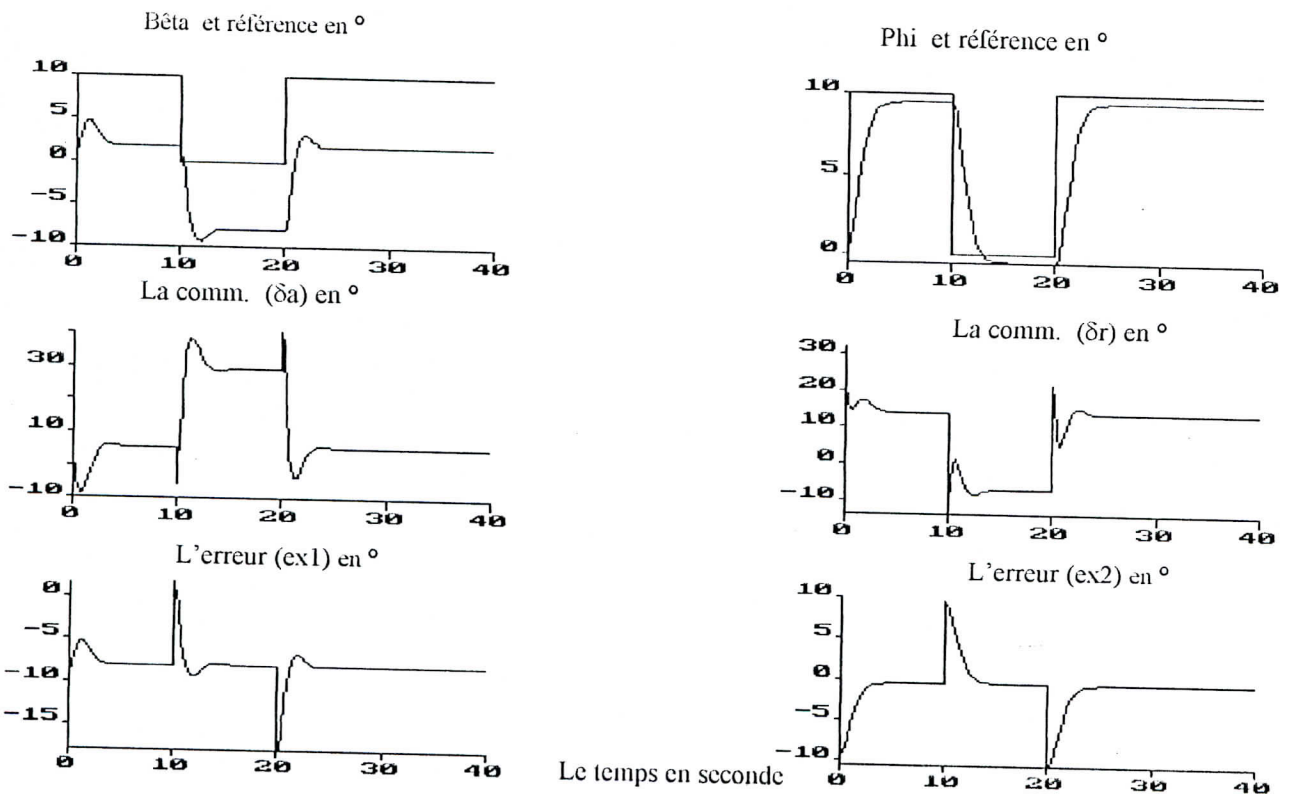 Bêta et référence en °
Phi et référence en °
10
5
0
-5
-10
0 10 20 30 40
10
5
0
0 10 20 30 40
La comm. (δa) en °
La comm. (δr) en °
30
10
-10
0 10 20 30 40
30
20
10
0
-10
0 10 20 30 40
L'erreur (ex1) en °
L'erreur (ex2) en °
0
-5
-10
-15
0 10 20 30 40
10
5
0
-5
-10
0 10 20 30 40
Le temps en seconde